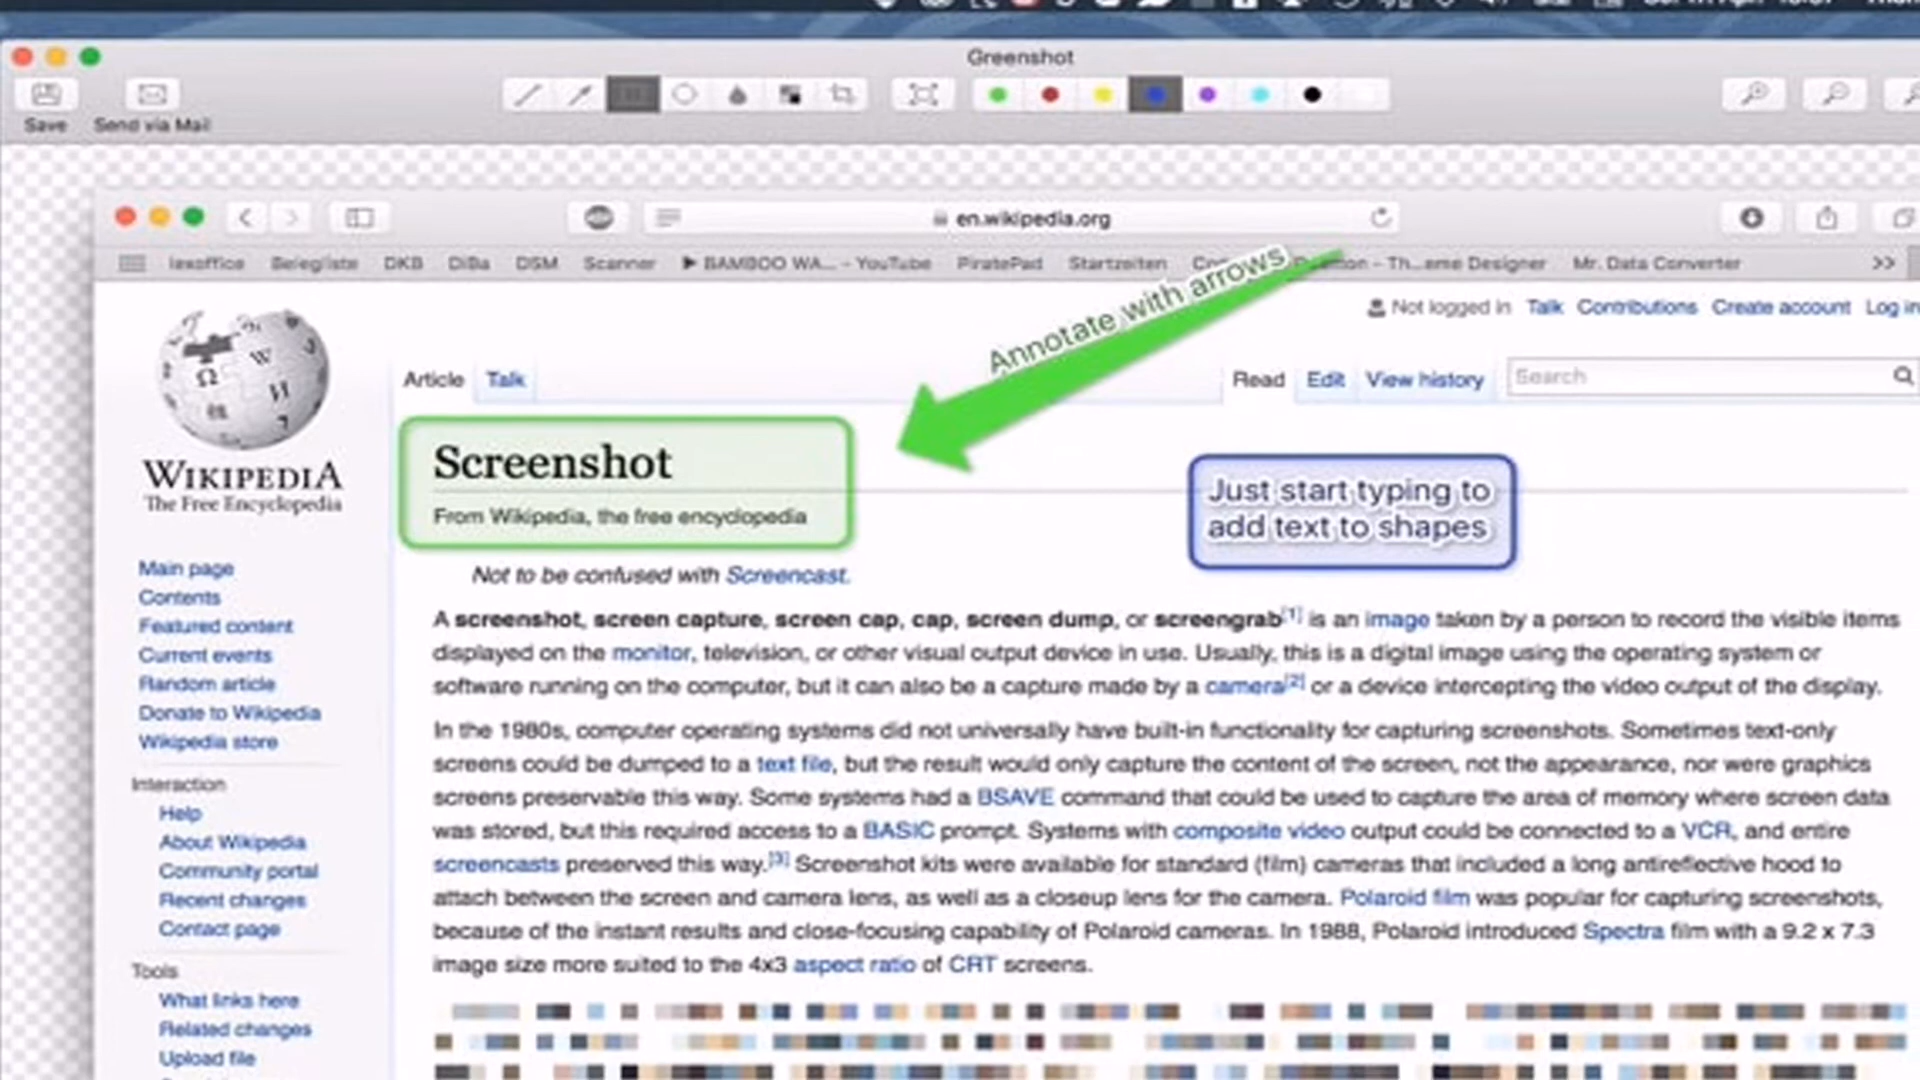 Greenshot
Save
Send via Mail
en.wikipedia.org
lexoffice Belegliste DKB DiBa DSM Scanner BAMBOO WA... - YouTube PiratePad Startzeiten - Th...eme Designer Mr. Data Converter >>
Annotate with arrows
Not logged in Talk Contributions Create account Log in
Article Talk
Read Edit View history Search
WIKIPEDIA
The Free Encyclopedia
Screenshot
From Wikipedia, the free encyclopedia
Just start typing to
add text to shapes
Not to be confused with Screencast.
A screenshot, screen capture, screen cap, cap, screen dump, or screengrab[1] is an image taken by a person to record the visible items
displayed on the monitor, television, or other visual output device in use. Usually, this is a digital image using the operating system or
software running on the computer, but it can also be a capture made by a camera[2] or a device intercepting the video output of the display.
In the 1980s, computer operating systems did not universally have built-in functionality for capturing screenshots. Sometimes text-only
screens could be dumped to a text file, but the result would only capture the content of the screen, not the appearance, nor were graphics
screens preservable this way. Some systems had a BSAVE command that could be used to capture the area of memory where screen data
was stored, but this required access to a BASIC prompt. Systems with composite video output could be connected to a VCR, and entire
screencasts preserved this way.[3] Screenshot kits were available for standard (film) cameras that included a long antireflective hood to
attach between the screen and camera lens, as well as a closeup lens for the camera. Polaroid film was popular for capturing screenshots,
because of the instant results and close-focusing capability of Polaroid cameras. In 1988, Polaroid introduced Spectra film with a 9.2 x 7.3
image size more suited to the 4x3 aspect ratio of CRT screens.
Main page
Contents
Featured content
Current events
Random article
Donate to Wikipedia
Wikipedia store
Interaction
Help
About Wikipedia
Community portal
Recent changes
Contact page
Tools
What links here
Related changes
Upload file